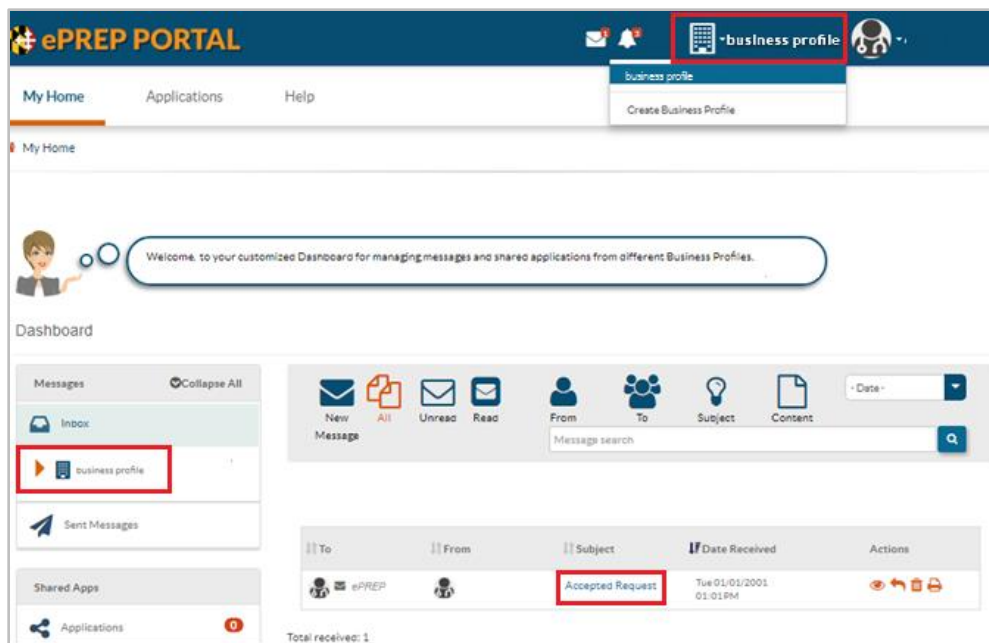 ePREP PORTAL
business profile
business profile
Create Business Profile
My Home Applications Help
My Home
Welcome, to your customized Dashboard for managing messages and shared applications from different Business Profiles.
Dashboard
Messages Collapse All
Inbox
business profile
Sent Messages
Shared Apps
Applications 0
New Message All Unread Read From To Subject Content - Date -
Message search
To From Subject Date Received Actions
ePREP Accepted Request Tue 01/01/2001
01:01PM
Total received: 1